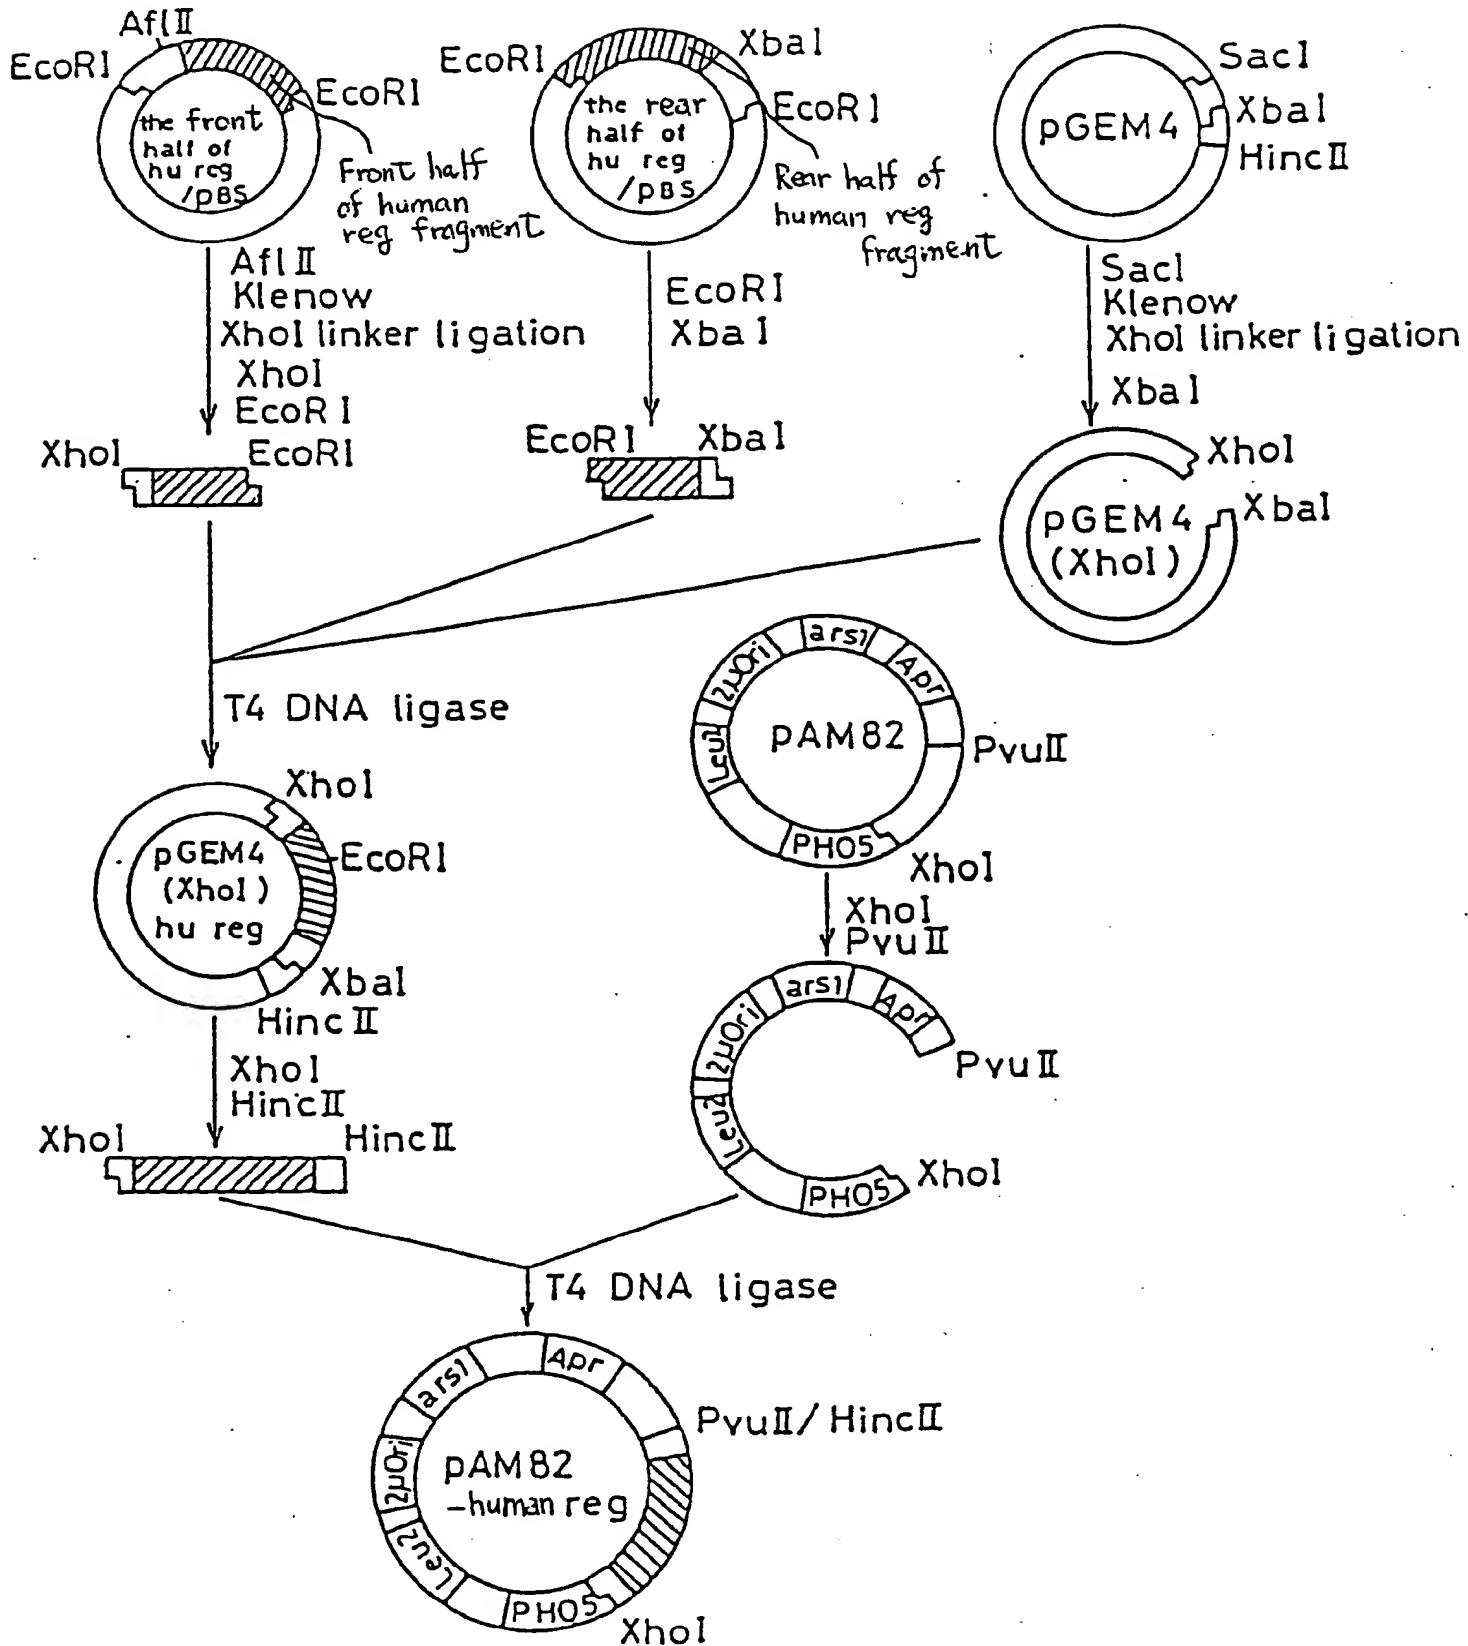 AflII
EcoRI
EcoRI
the front
half of
hu reg
/pBS
Front half
of human
reg fragment
EcoRI
XbaI
EcoRI
the rear
half of
hu reg
/pBS
Rear half of
human reg
fragment
SacI
XbaI
HincII
pGEM4
AflII
Klenow
XhoI linker ligation
XhoI
EcoRI
EcoRI
XbaI
SacI
Klenow
XhoI linker ligation
XbaI
XhoI
EcoRI
EcoRI
XbaI
XhoI
XbaI
pGEM4
(XhoI)
T4 DNA ligase
ars1
Apr
2μOri
Leu2
pAM82
PvuII
PHO5
XhoI
XhoI
EcoRI
pGEM4
(XhoI)
hu reg
XbaI
HincII
XhoI
PvuII
ars1
Apr
2μOri
Leu2
PvuII
XhoI
PHO5
XhoI
HincII
XhoI
HincII
T4 DNA ligase
ars1
Apr
2μOri
Leu2
PvuII/HincII
pAM82
-human reg
PHO5
XhoI